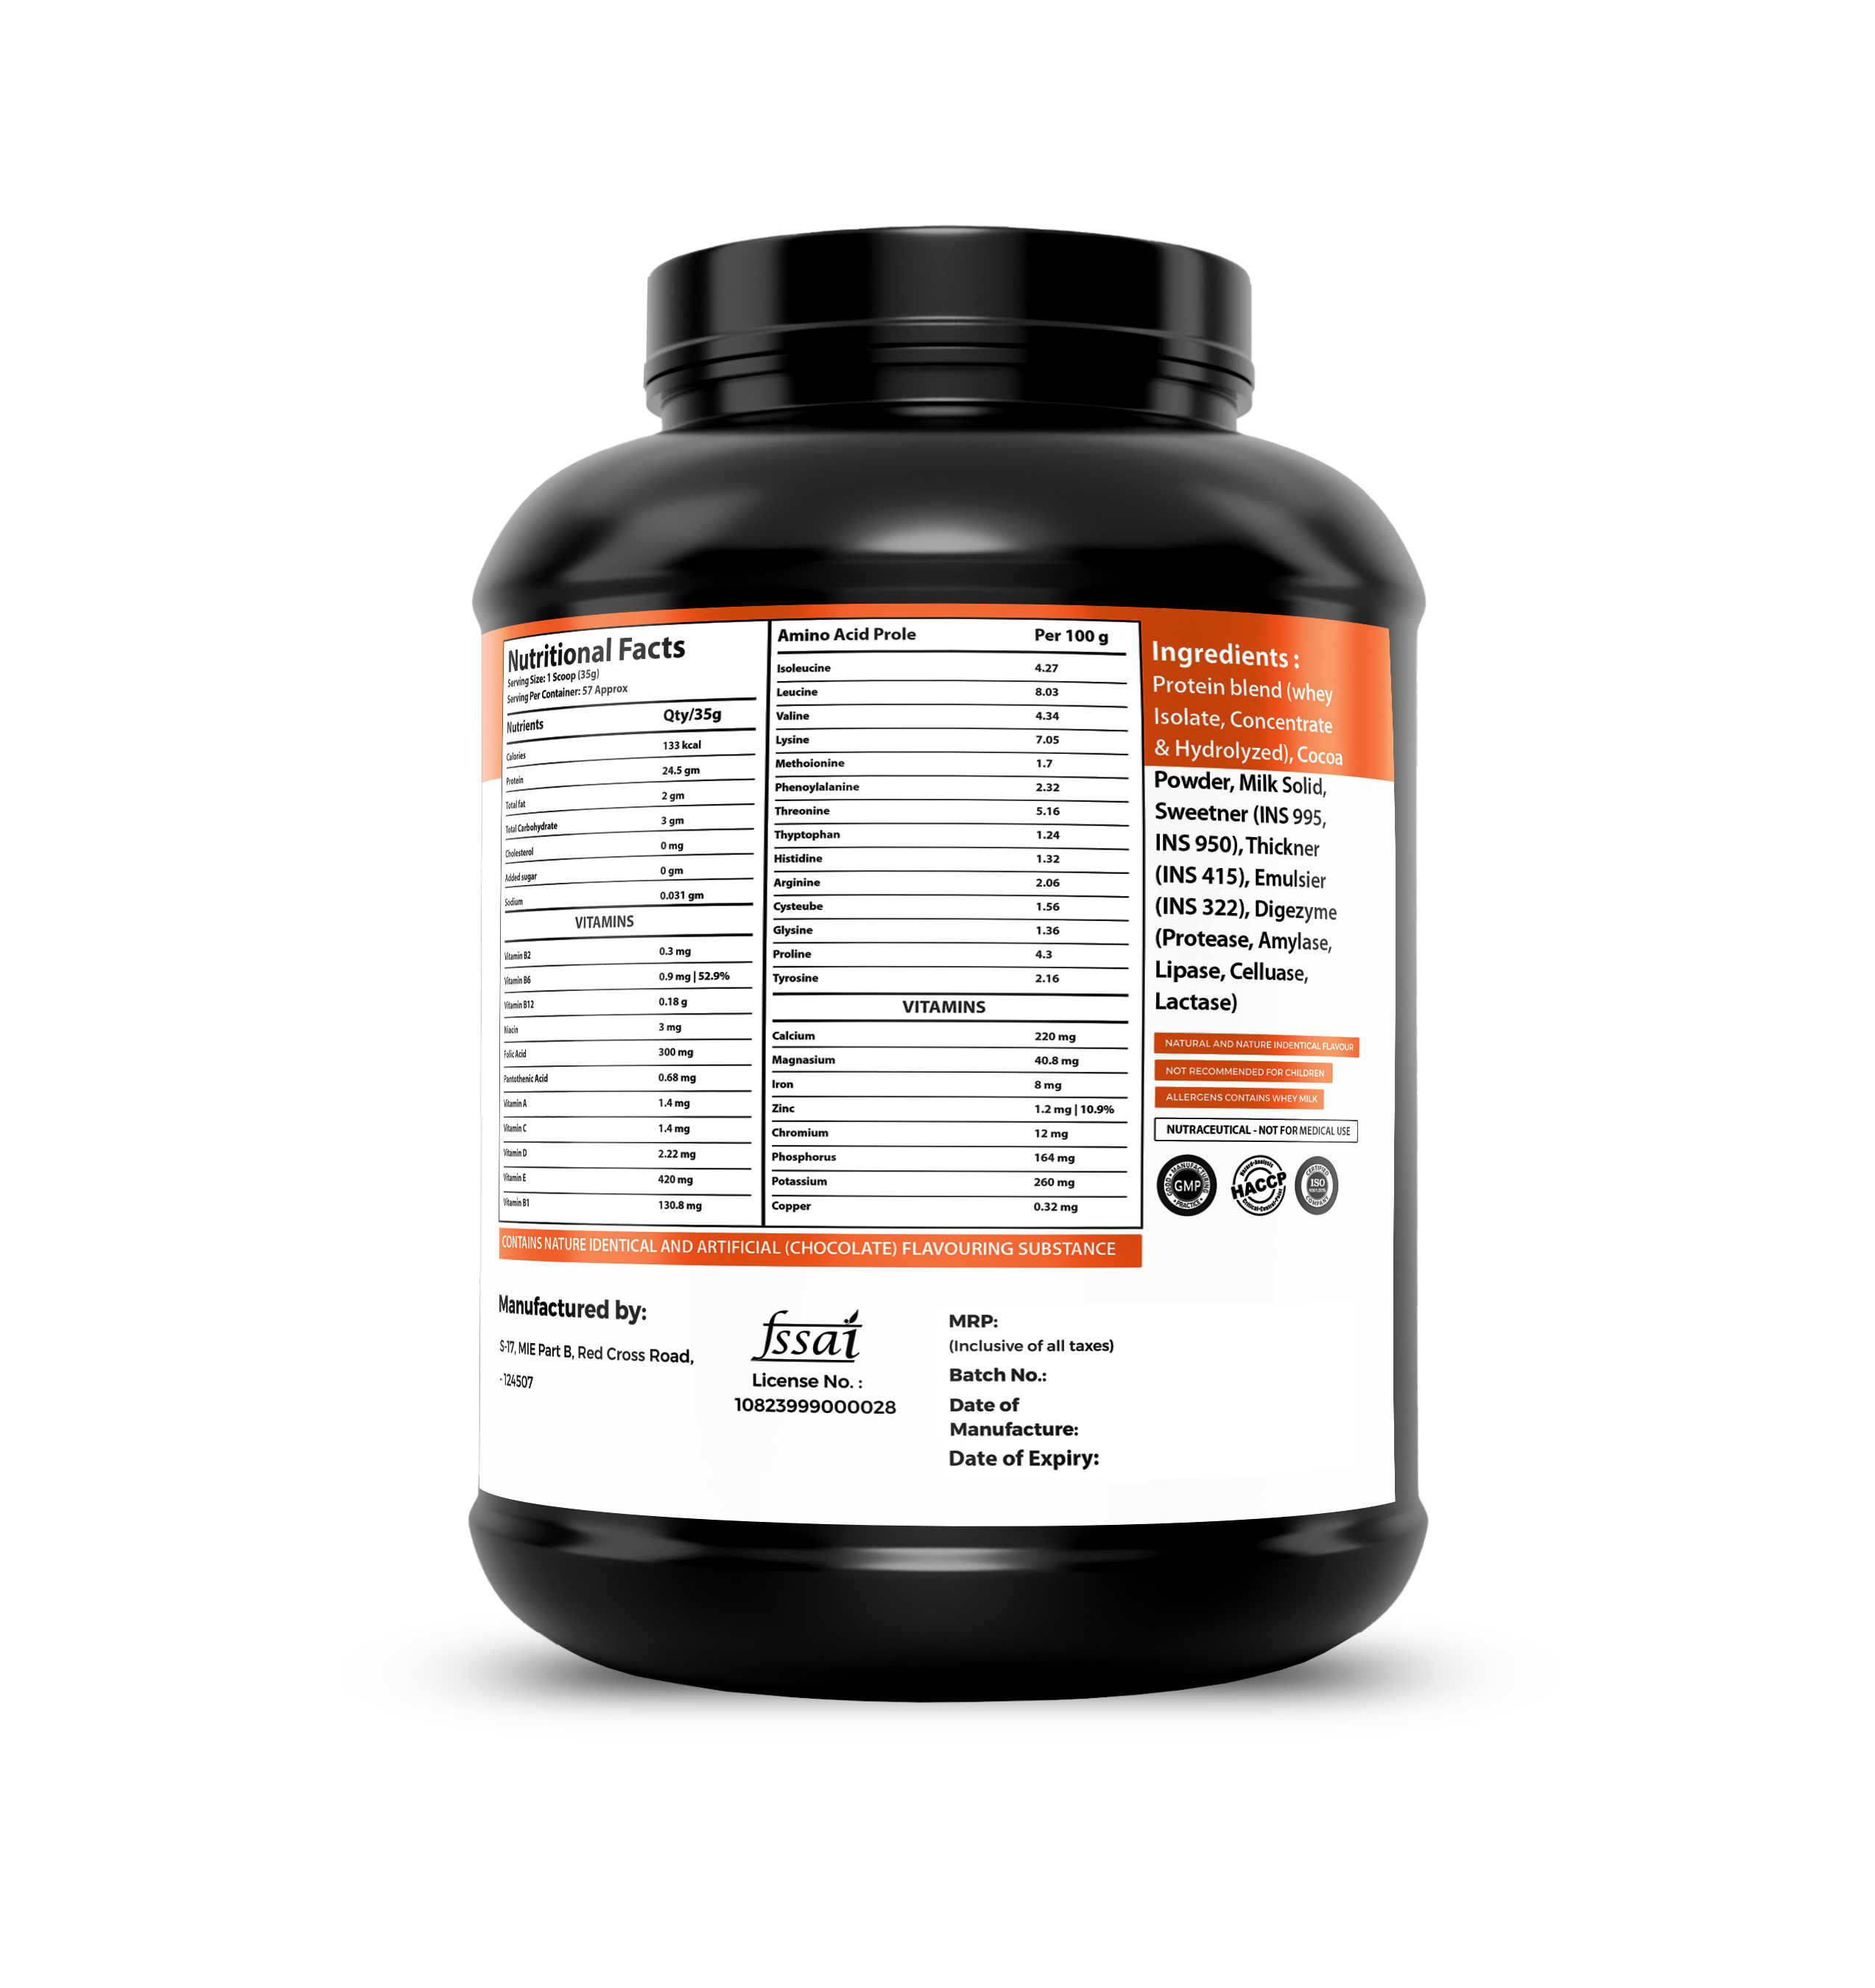 Nutritional Facts
Serving Size: 1 Scoop (35g)
Serving Per Container: 57 Approx
Nutrients Qty/35g
Calories 133 kcal
Protein 24.5 gm
Total fat 2 gm
Total Carbohydrate 3 gm
Cholesterol 0 mg
Added sugar 0 gm
Sodium 0.031 gm
VITAMINS
Vitamin B2 0.3 mg
Vitamin B6 0.9 mg | 52.9%
Vitamin B12 0.18 g
Niacin 3 mg
Folic Acid 300 mg
Pantothenic Acid 0.68 mg
Vitamin A 1.4 mg
Vitamin C 1.4 mg
Vitamin D 2.22 mg
Vitamin E 420 mg
Vitamin B1 130.8 mg
Amino Acid Prole Per 100 g
Isoleucine 4.27
Leucine 8.03
Valine 4.34
Lysine 7.05
Methoionine 1.7
Phenoylalanine 2.32
Threonine 5.16
Thyptophan 1.24
Histidine 1.32
Arginine 2.06
Cysteube 1.56
Glysine 1.36
Proline 4.3
Tyrosine 2.16
VITAMINS
Calcium 220 mg
Magnasium 40.8 mg
Iron 8 mg
Zinc 1.2 mg | 10.9%
Chromium 12 mg
Phosphorus 164 mg
Potassium 260 mg
Copper 0.32 mg
Ingredients :
Protein blend (whey
Isolate, Concentrate
& Hydrolyzed), Cocoa
Powder, Milk Solid,
Sweetner (INS 995,
INS 950), Thickner
(INS 415), Emulsier
(INS 322), Digezyme
(Protease, Amylase,
Lipase, Celluase,
Lactase)
NATURAL AND NATURE INDENTICAL FLAVOUR
NOT RECOMMENDED FOR CHILDREN
ALLERGENS CONTAINS WHEY MILK
NUTRACEUTICAL - NOT FOR MEDICAL USE
GOOD MANUFACTURING
GMP
PRACTICE
Hazard-Analysis
HACCP
Critical-Control-Point
CERTIFIED
ISO
COMPANY
CONTAINS NATURE IDENTICAL AND ARTIFICIAL (CHOCOLATE) FLAVOURING SUBSTANCE
Manufactured by:
S-17, MIE Part B, Red Cross Road,
- 124507
fssai
License No. :
10823999000028
MRP:
(Inclusive of all taxes)
Batch No.:
Date of
Manufacture:
Date of Expiry: